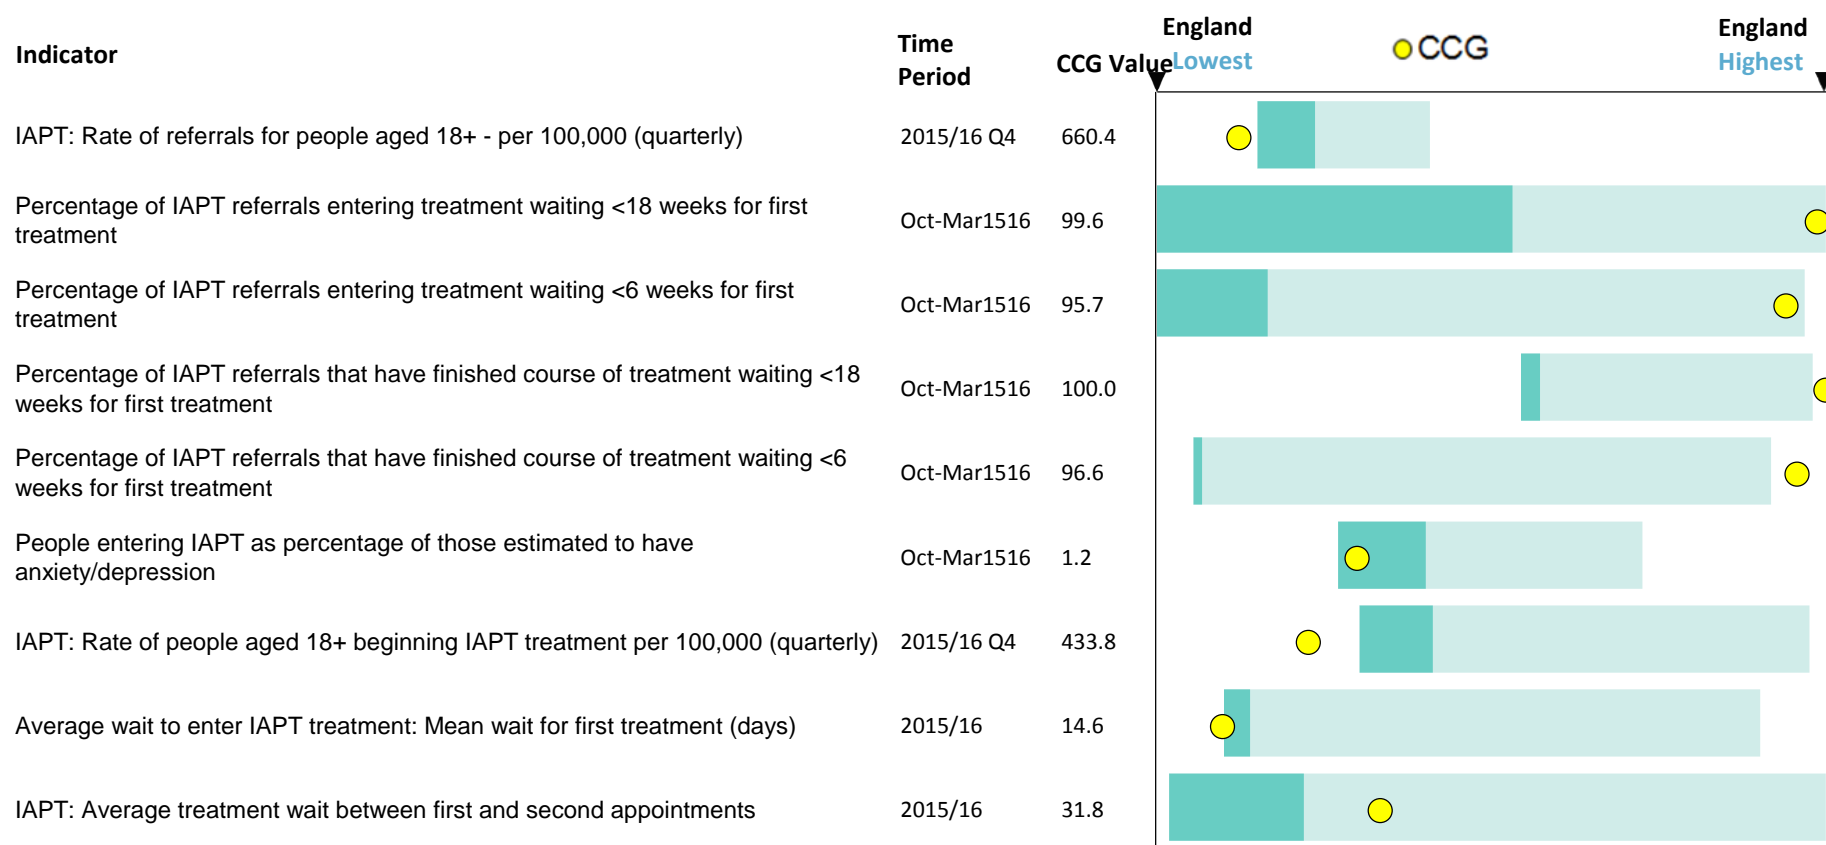 Indicator
Time
Period
CCG Value
England
Lowest
CCG
England
Highest
IAPT: Rate of referrals for people aged 18+ - per 100,000 (quarterly) 2015/16 Q4 660.4
Percentage of IAPT referrals entering treatment waiting <18 weeks for first
treatment
Oct-Mar1516 99.6
Percentage of IAPT referrals entering treatment waiting <6 weeks for first
treatment
Oct-Mar1516 95.7
Percentage of IAPT referrals that have finished course of treatment waiting <18
weeks for first treatment
Oct-Mar1516 100.0
Percentage of IAPT referrals that have finished course of treatment waiting <6
weeks for first treatment
Oct-Mar1516 96.6
People entering IAPT as percentage of those estimated to have
anxiety/depression
Oct-Mar1516 1.2
IAPT: Rate of people aged 18+ beginning IAPT treatment per 100,000 (quarterly) 2015/16 Q4 433.8
Average wait to enter IAPT treatment: Mean wait for first treatment (days) 2015/16 14.6
IAPT: Average treatment wait between first and second appointments 2015/16 31.8